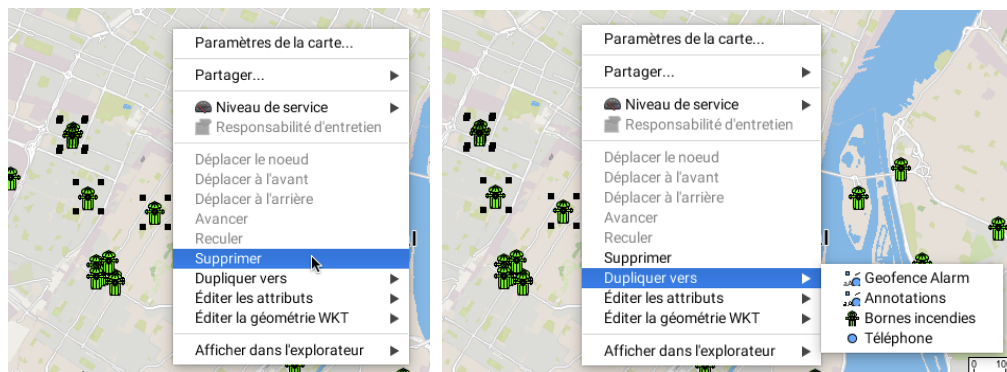 Paramètres de la carte...
Partager...
Niveau de service
Responsabilité d'entretien
Déplacer le noeud
Déplacer à l'avant
Déplacer à l'arrière
Avancer
Reculer
Supprimer
Dupliquer vers
Éditer les attributs
Éditer la géométrie WKT
Afficher dans l'explorateur
Paramètres de la carte...
Partager...
Niveau de service
Responsabilité d'entretien
Déplacer le noeud
Déplacer à l'avant
Déplacer à l'arrière
Avancer
Reculer
Supprimer
Dupliquer vers
Éditer les attributs
Éditer la géométrie WKT
Afficher dans l'explorateur
Geofence Alarm
Annotations
Bornes incendies
Téléphone
0